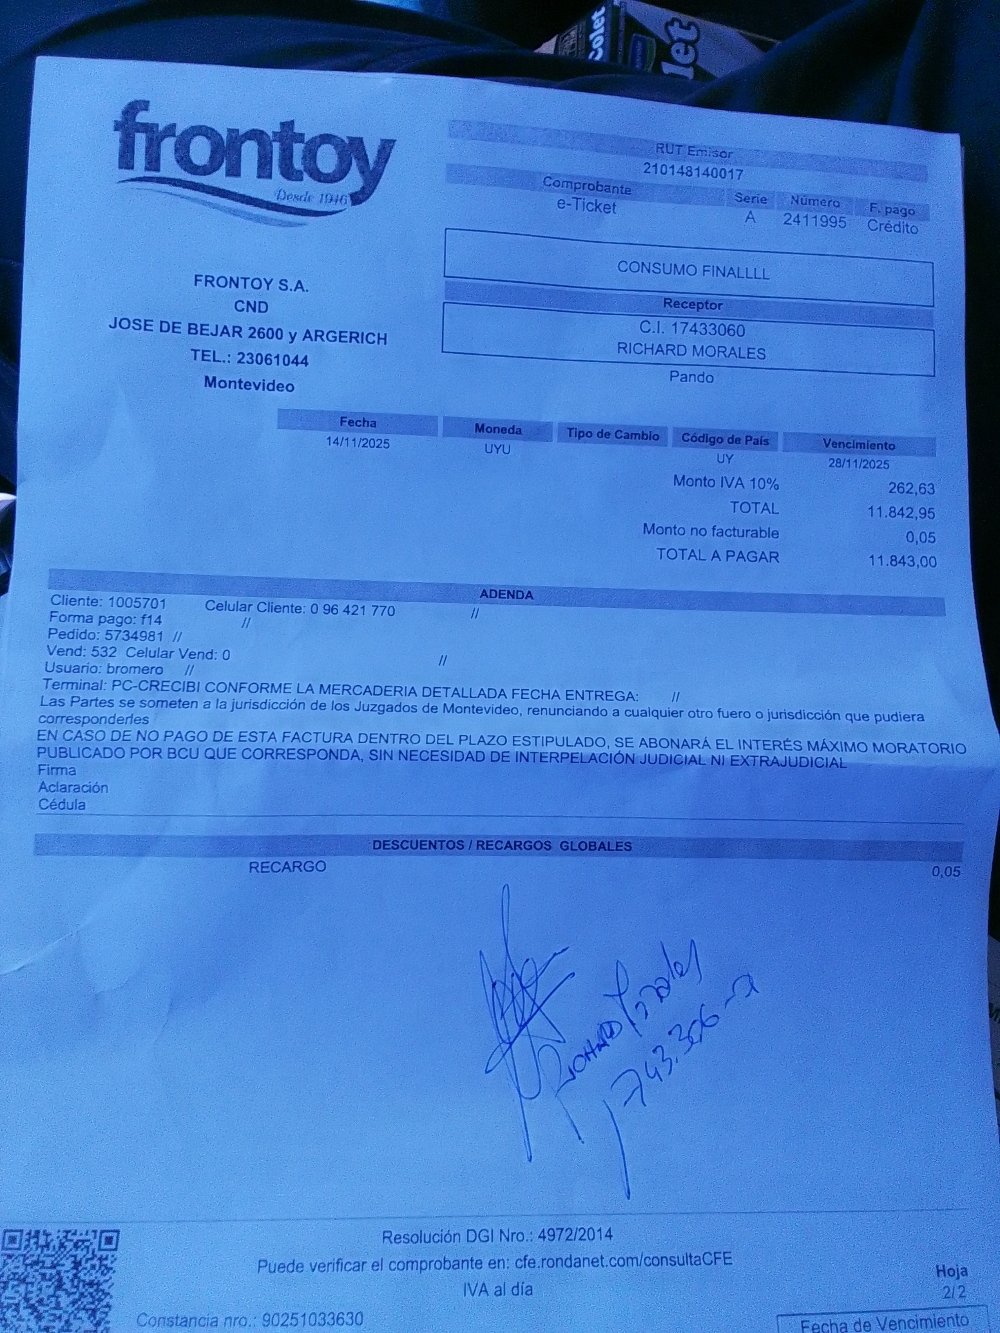 colet
let
frontoy
Desde 1946
RUT Emisor
210148140017
Comprobante Serie Número F. pago
e-Ticket A 2411995 Crédito
CONSUMO FINALLLL
Receptor
C.I. 17433060
RICHARD MORALES
Pando
FRONTOY S.A.
CND
JOSE DE BEJAR 2600 y ARGERICH
TEL.: 23061044
Montevideo
Fecha Moneda Tipo de Cambio Código de País Vencimiento
14/11/2025 UYU UY 28/11/2025
Monto IVA 10% 262,63
TOTAL 11.842,95
Monto no facturable 0,05
TOTAL A PAGAR 11.843,00
ADENDA
Cliente: 1005701 Celular Cliente: 0 96 421 770 //
Forma pago: f14 //
Pedido: 5734981 //
Vend: 532 Celular Vend: 0 //
Usuario: bromero //
Terminal: PC-CRECIBI CONFORME LA MERCADERIA DETALLADA FECHA ENTREGA: //
Las Partes se someten a la jurisdicción de los Juzgados de Montevideo, renunciando a cualquier otro fuero o jurisdicción que pudiera
corresponderles
EN CASO DE NO PAGO DE ESTA FACTURA DENTRO DEL PLAZO ESTIPULADO, SE ABONARÁ EL INTERÉS MÁXIMO MORATORIO
PUBLICADO POR BCU QUE CORRESPONDA, SIN NECESIDAD DE INTERPELACIÓN JUDICIAL NI EXTRAJUDICIAL
Firma
Aclaración
Cédula
DESCUENTOS / RECARGOS GLOBALES
RECARGO 0,05
Resolución DGI Nro.: 4972/2014
Puede verificar el comprobante en: cfe.rondanet.com/consultaCFE
IVA al día
Hoja
2/2
Constancia nro.: 90251033630
Fecha de Vencimiento